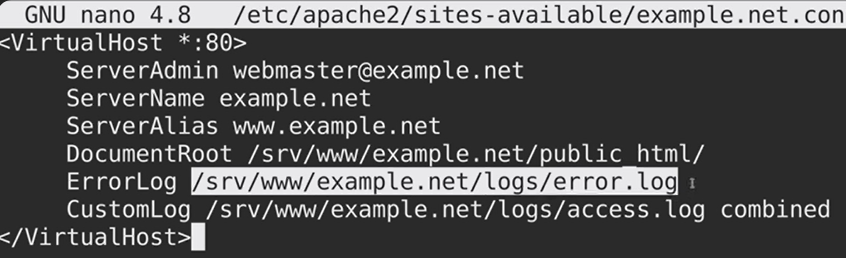 GNU nano 4.8 /etc/apache2/sites-available/example.net.con
<VirtualHost *:80>
ServerAdmin webmaster@example.net
ServerName example.net
ServerAlias www.example.net
DocumentRoot /srv/www/example.net/public_html/
ErrorLog /srv/www/example.net/logs/error.log
CustomLog /srv/www/example.net/logs/access.log combined
</VirtualHost>